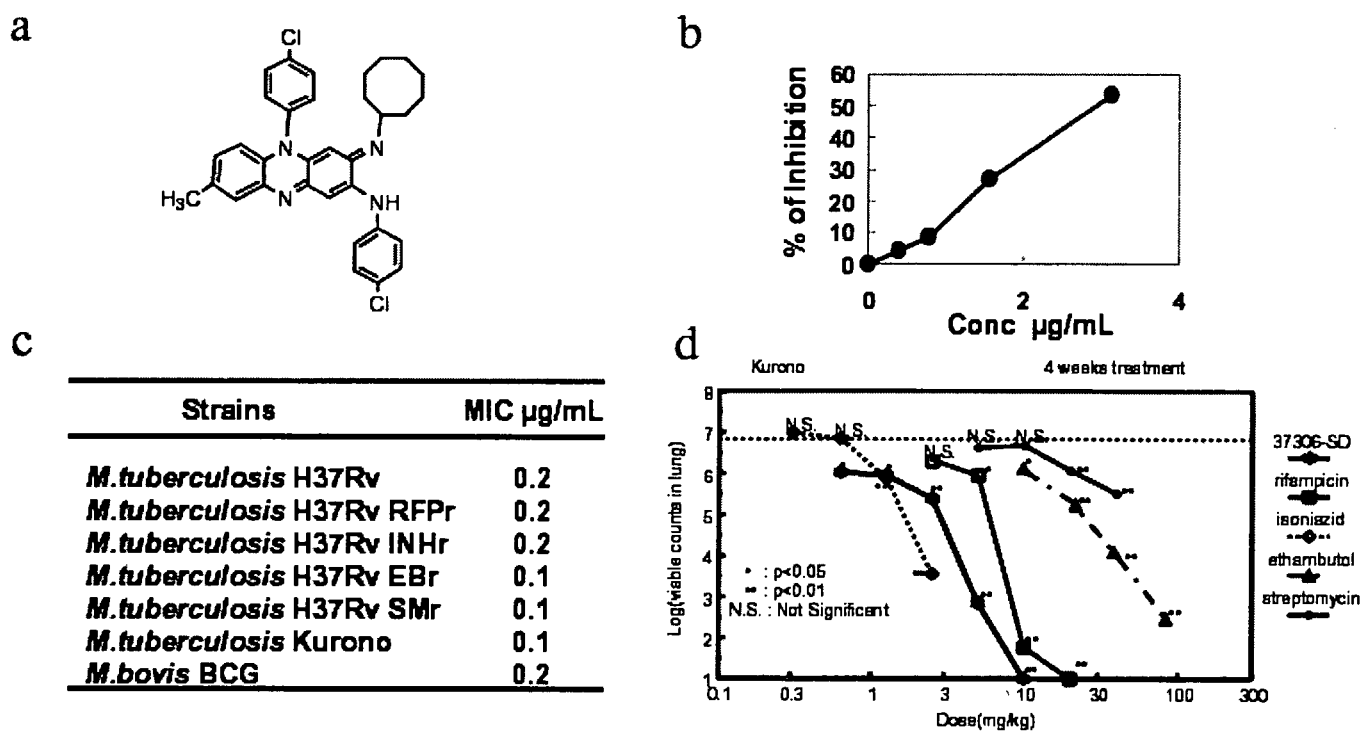 a
Cl
N
N
H₃C
N
NH
Cl
b
% of Inhibition
60
50
40
30
20
10
0
0 2 4
Conc µg/mL
c
Strains MIC µg/mL
M.tuberculosis H37Rv 0.2
M.tuberculosis H37Rv RFPr 0.2
M.tuberculosis H37Rv INHr 0.2
M.tuberculosis H37Rv EBr 0.1
M.tuberculosis H37Rv SMr 0.1
M.tuberculosis Kurono 0.1
M.bovis BCG 0.2
d
Kurono 4 weeks treatment
Log(viable counts in lung)
8
7
6
5
4
3
2
1
N.S. N.S. N.S. N.S. N.S.
* : p<0.05
** : p<0.01
N.S. : Not Significant
0.1 0.3 1 3 10 30 100 300
Dose(mg/kg)
37306-SD
rifampicin
isoniazid
ethambutol
streptomycin